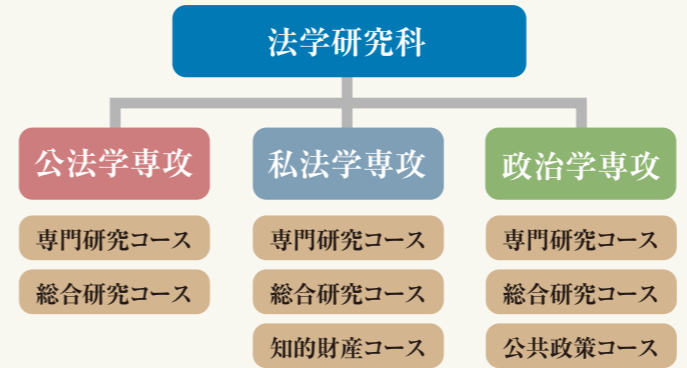 法学研究科
公法学専攻
私法学専攻
政治学専攻
専門研究コース
専門研究コース
専門研究コース
総合研究コース
総合研究コース
総合研究コース
知的財産コース
公共政策コース